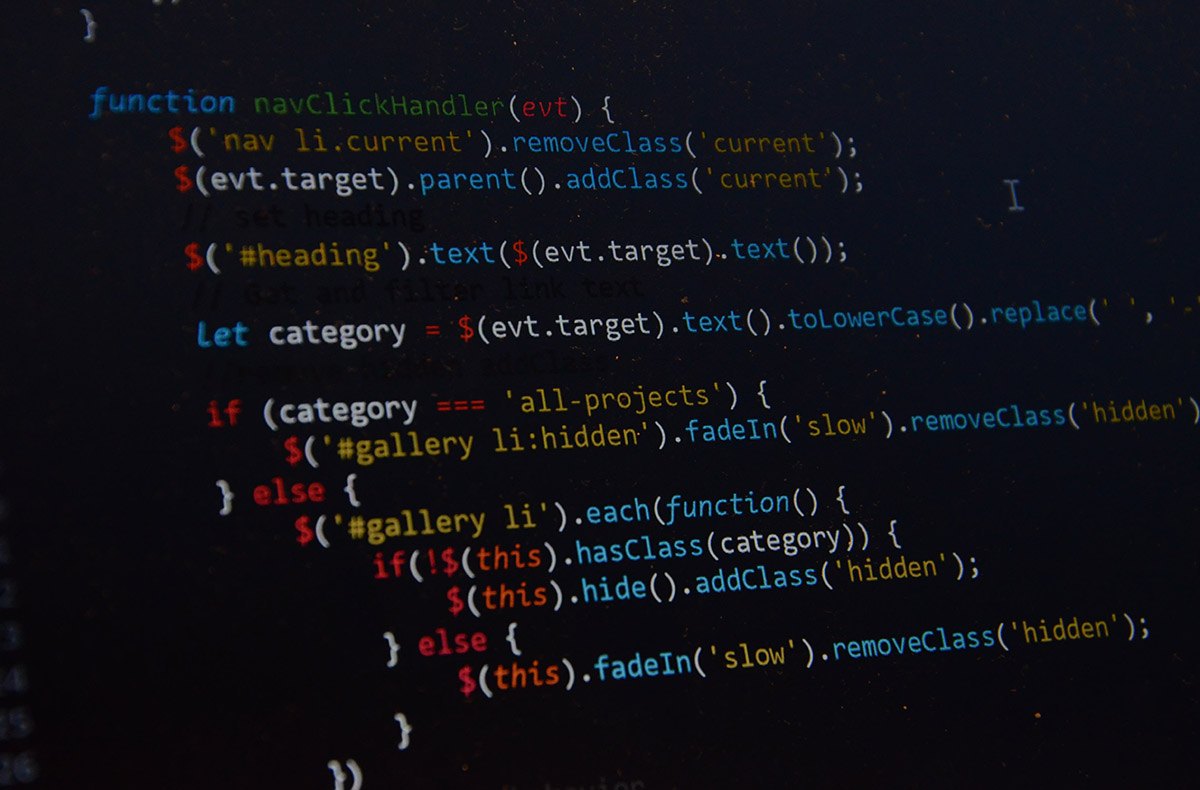 }
function navClickHandler(evt) {
$('nav li.current').removeClass('current');
$(evt.target).parent().addClass('current');
// set heading
$('#heading').text($(evt.target).text());
// Get and filter link text
let category = $(evt.target).text().toLowerCase().replace(' ', '-
hidden addClass
if (category === 'all-projects') {
$('#gallery li:hidden').fadeIn('slow').removeClass('hidden')
} else {
$('#gallery li').each(function() {
if(!$(this).hasClass(category)) {
$(this).hide().addClass('hidden');
} else {
$(this).fadeIn('slow').removeClass('hidden');
}
})